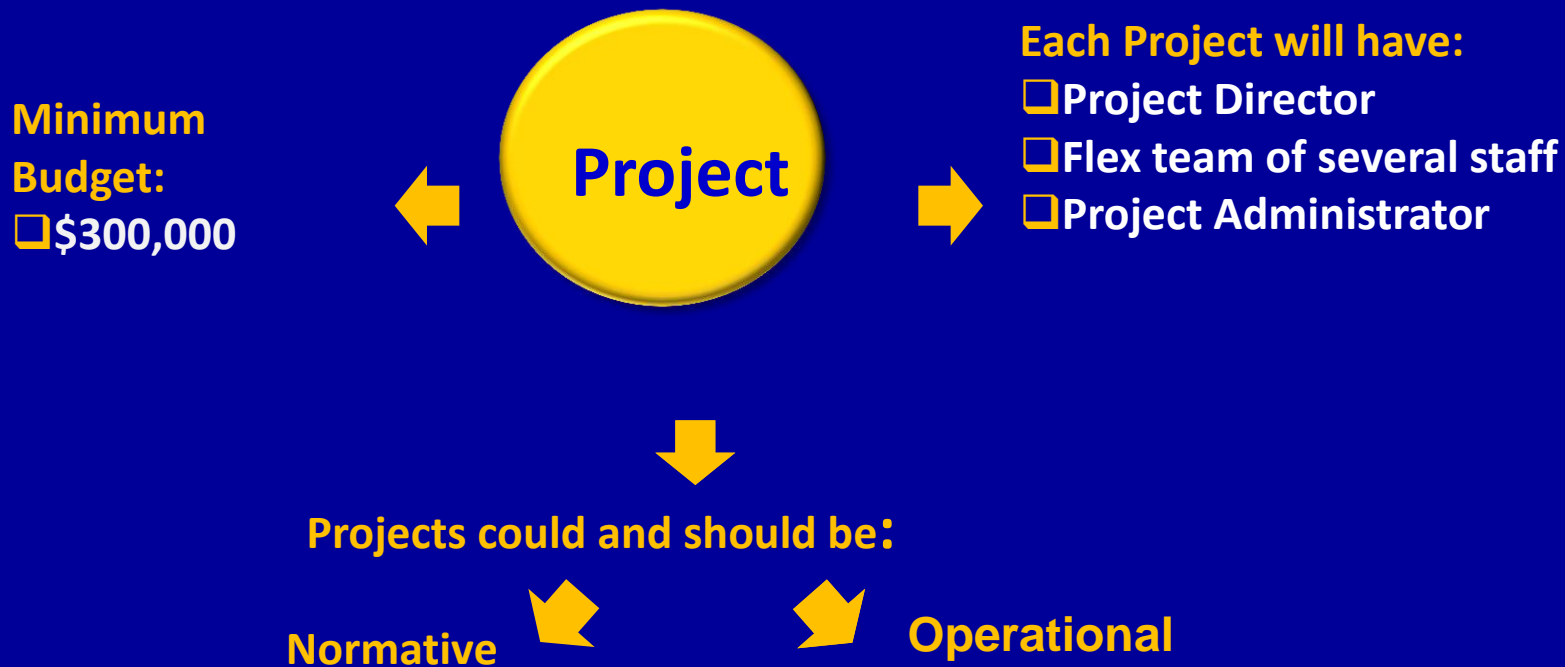 Minimum
Budget:
❑$300,000
Project
Each Project will have:
❑Project Director
❑Flex team of several staff
❑Project Administrator
Projects could and should be:
Normative
Operational